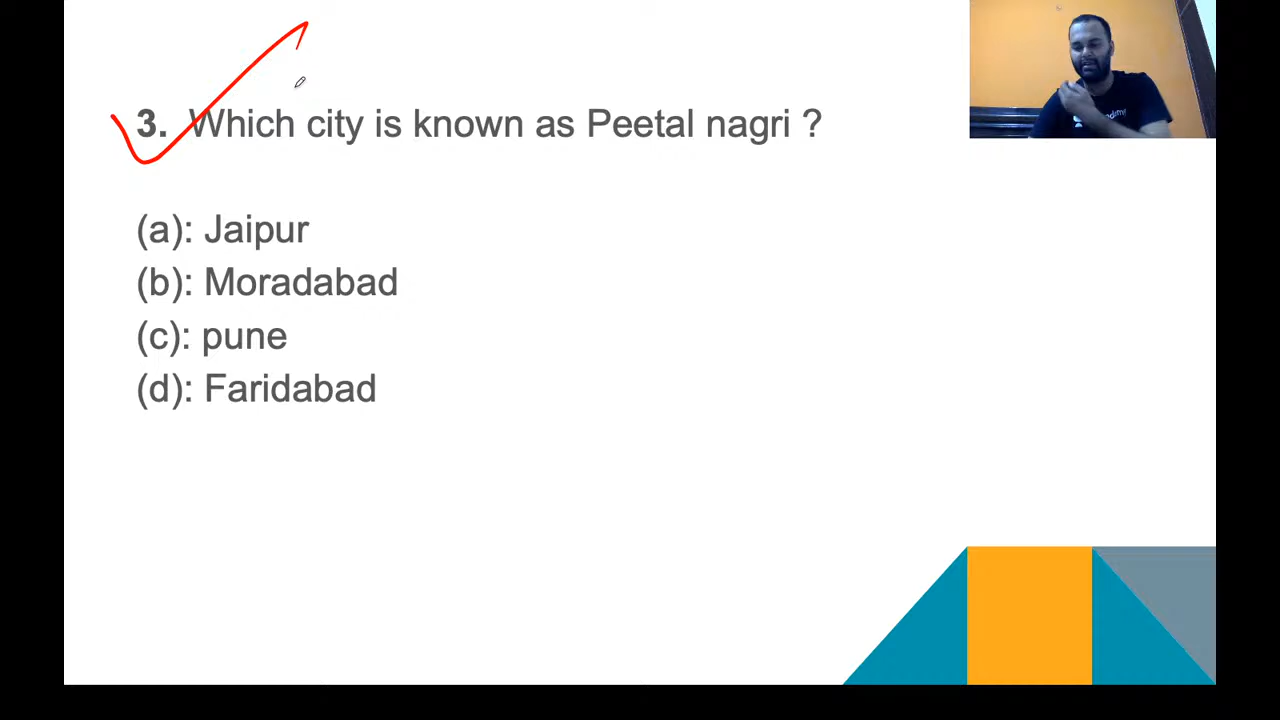 3. Which city is known as Peetal nagri ?
(a): Jaipur
(b): Moradabad
(c): pune
(d): Faridabad